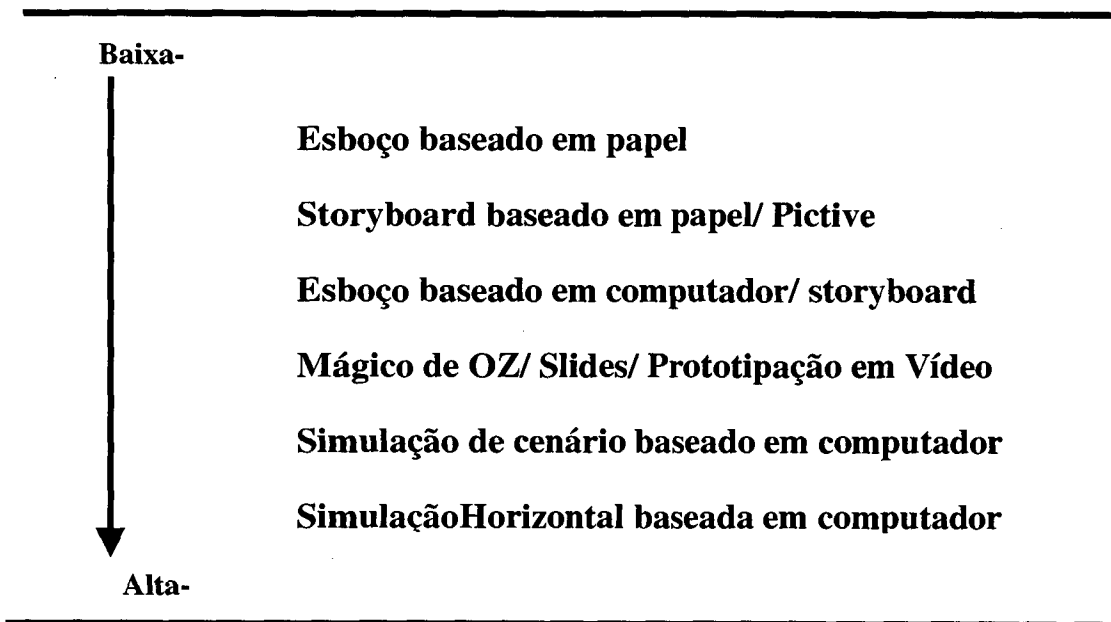 Baixa-
Esboço baseado em papel
Storyboard baseado em papel/ Pictive
Esboço baseado em computador/ storyboard
Mágico de OZ/ Slides/ Prototipação em Vídeo
Simulação de cenário baseado em computador
SimulaçãoHorizontal baseada em computador
Alta-